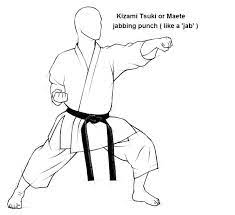 Kizami Tsuki or Maete
jabbing punch ( like a 'jab' )